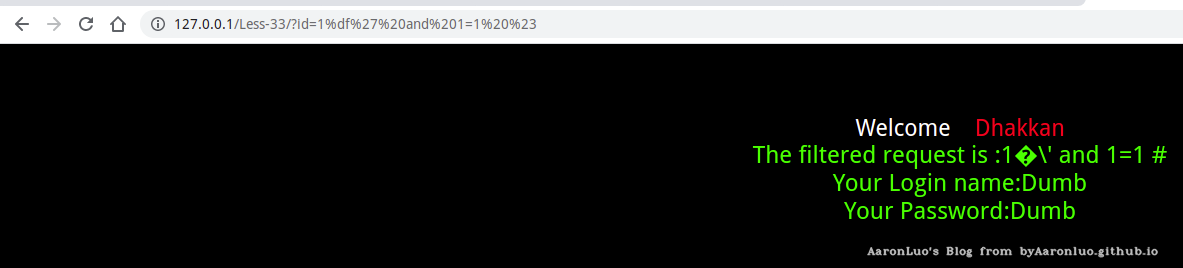 127.0.0.1/Less-33/?id=1%df%27%20and%201=1%20%23
Welcome Dhakkan
The filtered request is :1�\' and 1=1 #
Your Login name:Dumb
Your Password:Dumb
AaronLuo's Blog from byAaronluo.github.io